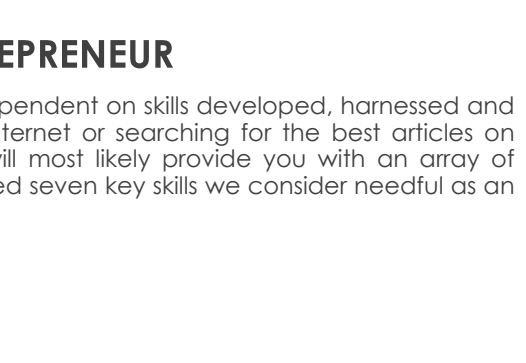 EPRENEUR
pendent on skills developed, harnessed and
ternet or searching for the best articles on
ill most likely provide you with an array of
ed seven key skills we consider needful as an